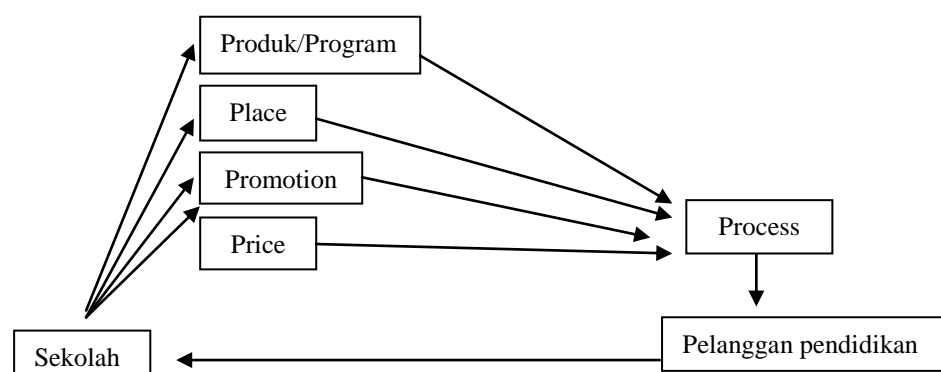 Produk/Program
Place
Promotion
Price
Process
Sekolah
Pelanggan pendidikan